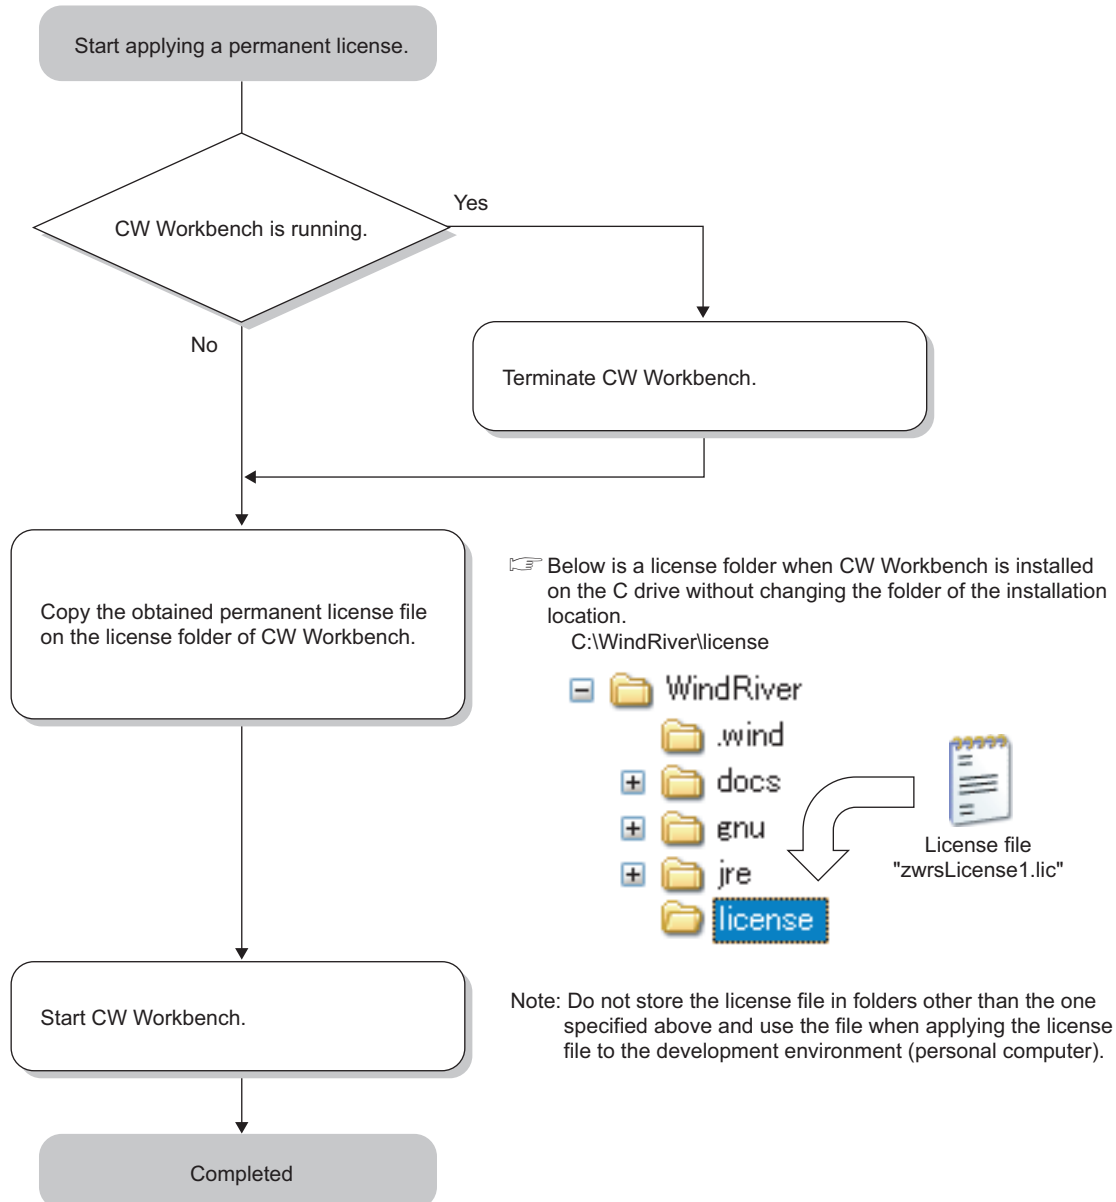 Start applying a permanent license.
CW Workbench is running.
Yes
No
Terminate CW Workbench.
Copy the obtained permanent license file
on the license folder of CW Workbench.
Below is a license folder when CW Workbench is installed
on the C drive without changing the folder of the installation
location.
C:\WindRiver\license
WindRiver
.wind
docs
gnu
jre
license
License file
"zwrsLicense1.lic"
Start CW Workbench.
Note: Do not store the license file in folders other than the one
specified above and use the file when applying the license
file to the development environment (personal computer).
Completed